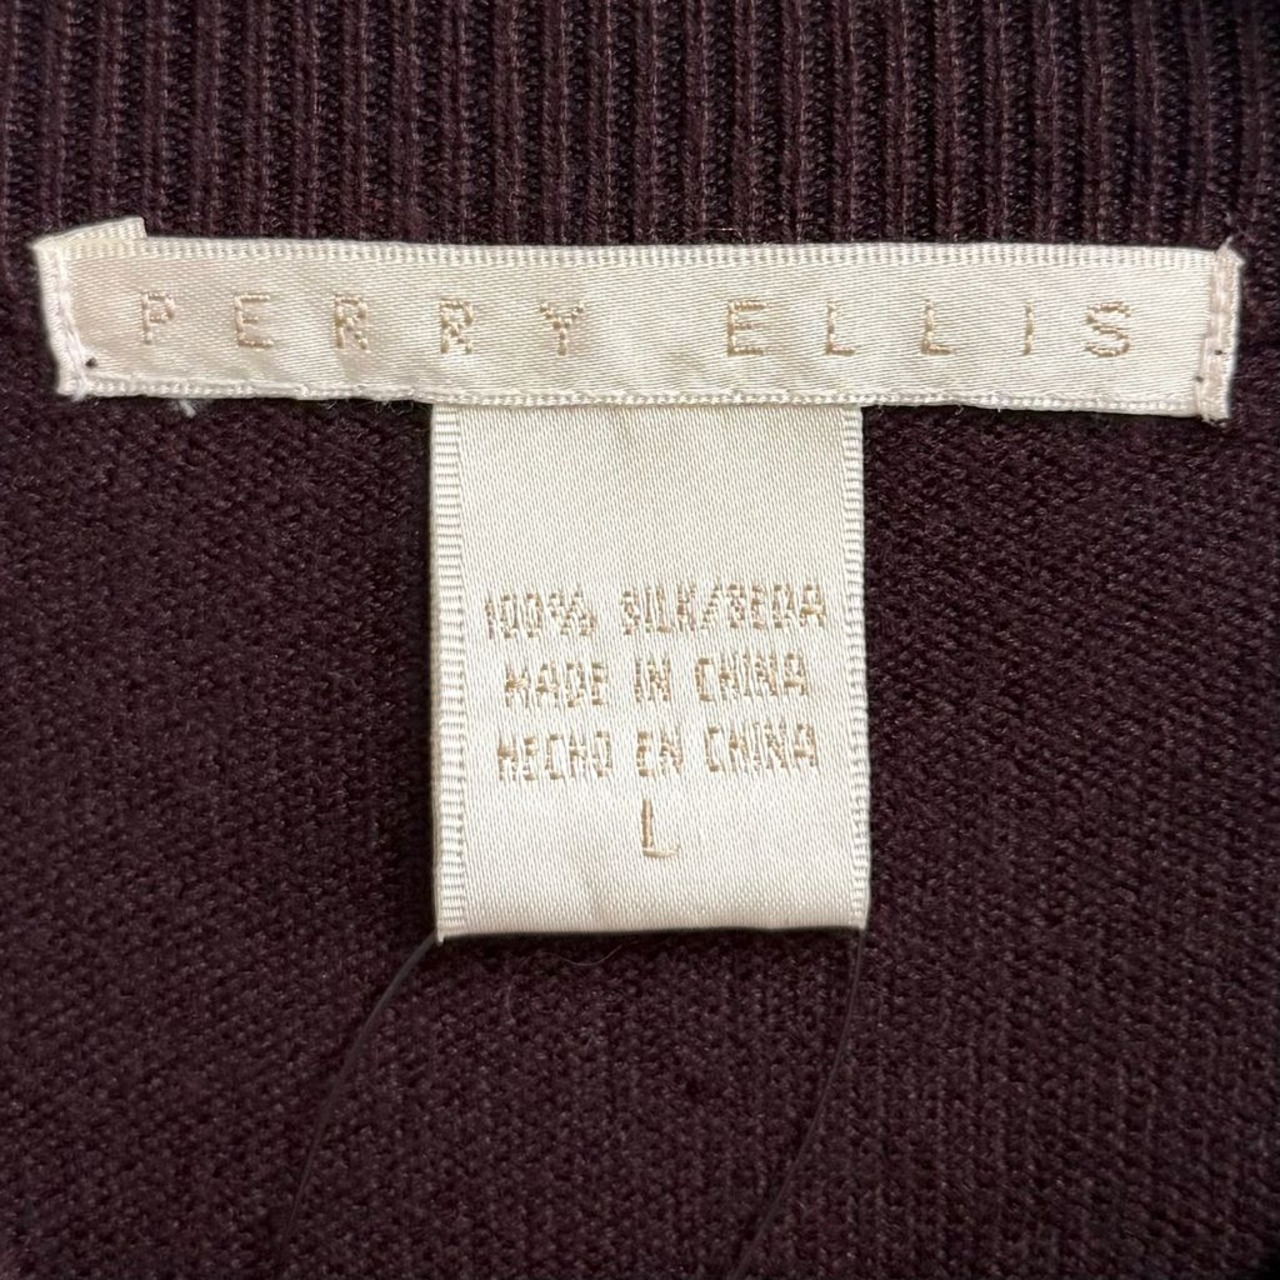 PERRY ELLIS
100% SILK/SEDA
MADE IN CHINA
HECHO EN CHINA
L